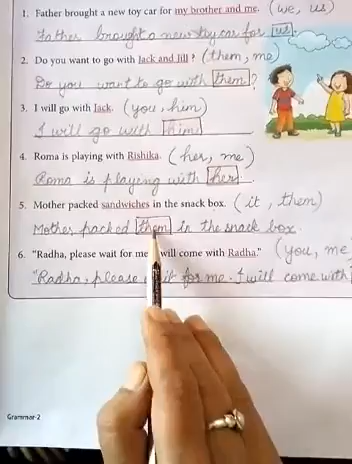 1. Father brought a new toy car for my brother and me. (we, us)
Father brought a new toy car for us.
2. Do you want to go with Jack and Jill? (them, me)
Do you want to go with them?
3. I will go with Jack. (you, him)
I will go with him
4. Roma is playing with Rishika. (her, me)
Roma is playing with her.
5. Mother packed sandwiches in the snack box. (it, them)
Mother packed them in the snack box.
6. "Radha, please wait for me will come with Radha." (you, me
"Radha, please for me. I will come with
Grammar-2